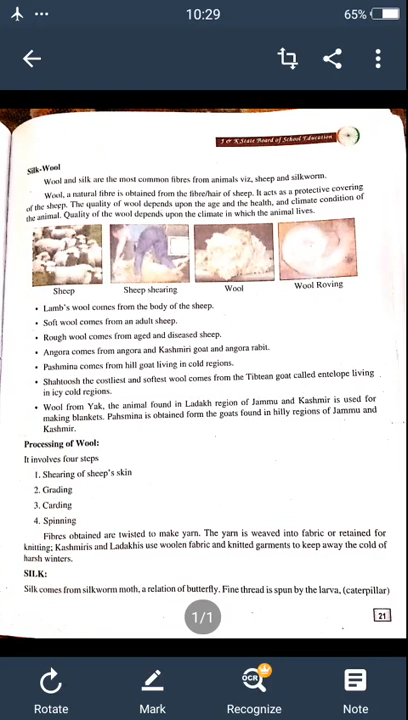 10:29
65%
J & K State Board of School Education
Silk-Wool
Wool and silk are the most common fibres from animals viz, sheep and silkworm.
Wool, a natural fibre is obtained from the fibre/hair of sheep. It acts as a protective covering
of the sheep. The quality of wool depends upon the age and the health, and climate condition of
the animal. Quality of the wool depends upon the climate in which the animal lives.
Sheep
Sheep shearing
Wool
Wool Roving
• Lamb's wool comes from the body of the sheep.
• Soft wool comes from an adult sheep.
• Rough wool comes from aged and diseased sheep.
• Angora comes from angora and Kashmiri goat and angora rabit.
• Pashmina comes from hill goat living in cold regions.
• Shahtoosh the costliest and softest wool comes from the Tibtean goat called entelope living
in icy cold regions.
• Wool from Yak, the animal found in Ladakh region of Jammu and Kashmir is used for
making blankets. Pahsmina is obtained form the goats found in hilly regions of Jammu and
Kashmir.
Processing of Wool:
It involves four steps
1. Shearing of sheep's skin
2. Grading
3. Carding
4. Spinning
Fibres obtained are twisted to make yarn. The yarn is weaved into fabric or retained for
knitting; Kashmiris and Ladakhis use woolen fabric and knitted garments to keep away the cold of
harsh winters.
SILK:
Silk comes from silkworm moth, a relation of butterfly. Fine thread is spun by the larva, (caterpillar)
1/1
21
OCR
Rotate
Mark
Recognize
Note